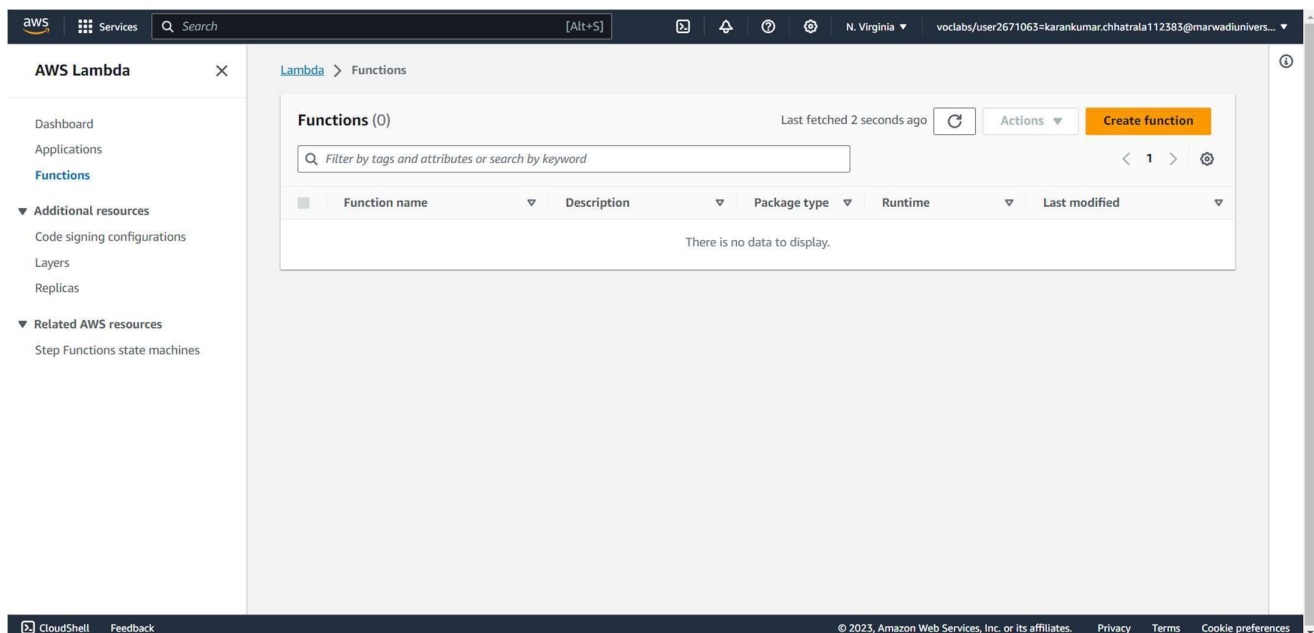 aws Services Search [Alt+S] N. Virginia voclabs/user2671063=karankumar.chhatrala112383@marwadiunivers...
AWS Lambda
Dashboard
Applications
Functions
Additional resources
Code signing configurations
Layers
Replicas
Related AWS resources
Step Functions state machines
Lambda > Functions
Functions (0) Last fetched 2 seconds ago Actions Create function
Filter by tags and attributes or search by keyword < 1 >
Function name Description Package type Runtime Last modified
There is no data to display.
CloudShell Feedback © 2023, Amazon Web Services, Inc. or its affiliates. Privacy Terms Cookie preferences